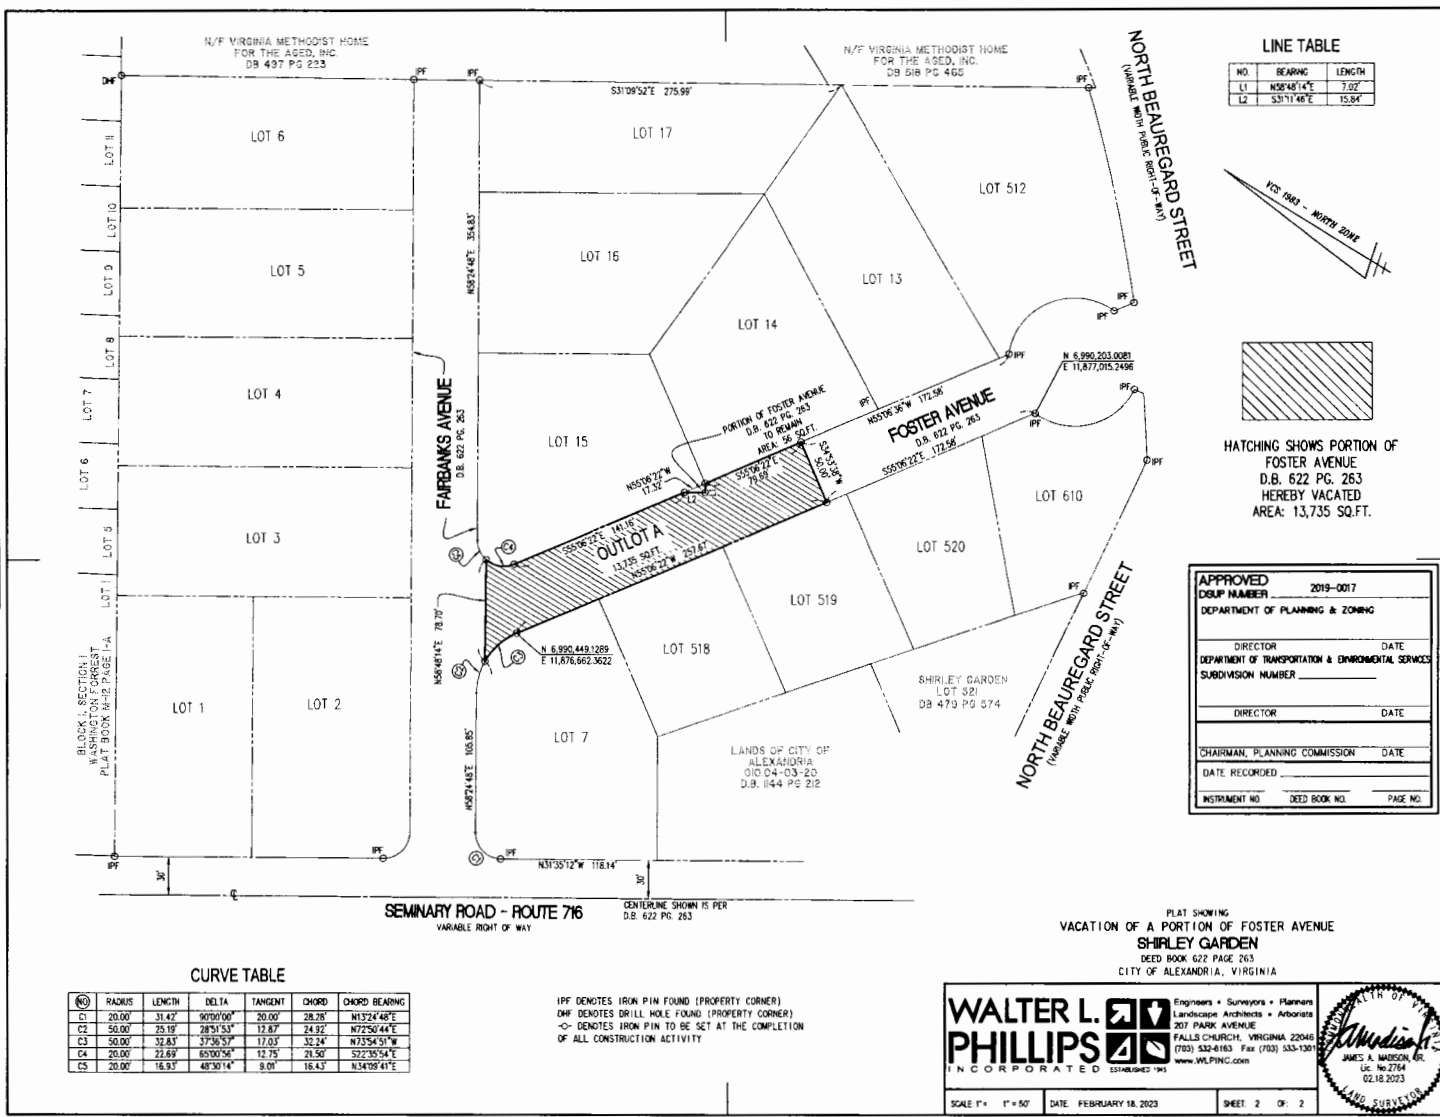 N/F VIRGINIA METHODIST HOME
FOR THE AGED, INC.
DB 497 PG 223
N/F VIRGINIA METHODIST HOME
FOR THE AGED, INC.
DB 518 PG 465
DHF
IPF
IPF
IPF
S31°09'52"E 275.99'
NORTH BEAUREGARD STREET
(VARIABLE WIDTH PUBLIC RIGHT-OF-WAY)
LINE TABLE
NO. BEARING LENGTH
L1 N58°48'14"E 7.02'
L2 S31°11'46"E 15.84'
VCS 1983 - NORTH ZONE
LOT 11
LOT 10
LOT 9
LOT 8
LOT 7
LOT 6
LOT 5
LOT 1
BLOCK 1, SECTION 1
WASHINGTON FORREST
PLAT BOOK M-12 PAGE 1-A
LOT 6
LOT 5
LOT 4
LOT 3
LOT 1
LOT 2
LOT 17
LOT 16
LOT 15
LOT 14
LOT 13
LOT 512
N58°24'48"E 354.83'
FAIRBANKS AVENUE
D.B. 622 PG. 263
PORTION OF FOSTER AVENUE
D.B. 622 PG. 263
TO REMAIN
AREA: 56 SQ.FT.
N55°06'22"W
17.32'
L2
S55°06'22"E
79.69'
S34°53'38"W
50.00'
IPF
N55°06'36"W 172.58'
FOSTER AVENUE
D.B. 622 PG. 263
S55°06'22"E 172.58'
IPF
IPF
IPF
N 6,990,203.0081
E 11,877,015.2496
IPF
IPF
IPF
S55°06'22"E 141.16'
OUTLOT A
13,735 SQ.FT.
N55°06'22"W 257.67'
C5
C4
N58°48'14"E 78.70'
C2
C3
N 6,990,449.1289
E 11,876,662.3622
LOT 610
LOT 520
LOT 519
LOT 518
LOT 7
IPF
SHIRLEY GARDEN
LOT 521
DB 479 PG 574
LANDS OF CITY OF
ALEXANDRIA
010.04-03-20
D.B. 1144 PG 212
NORTH BEAUREGARD STREET
(VARIABLE WIDTH PUBLIC RIGHT-OF-WAY)
N58°24'48"E 105.85'
IPF
IPF
C1
IPF
N31°35'12"W 118.14'
30'
30'
SEMINARY ROAD - ROUTE 716
VARIABLE RIGHT OF WAY
CENTERLINE SHOWN IS PER
D.B. 622 PG. 263
HATCHING SHOWS PORTION OF
FOSTER AVENUE
D.B. 622 PG. 263
HEREBY VACATED
AREA: 13,735 SQ.FT.
APPROVED
DSUP NUMBER 2019-0017
DEPARTMENT OF PLANNING & ZONING
DIRECTOR DATE
DEPARTMENT OF TRANSPORTATION & ENVIRONMENTAL SERVICES
SUBDIVISION NUMBER
DIRECTOR DATE
CHAIRMAN, PLANNING COMMISSION DATE
DATE RECORDED
INSTRUMENT NO. DEED BOOK NO. PAGE NO.
CURVE TABLE
NO RADIUS LENGTH DELTA TANGENT CHORD CHORD BEARING
C1 20.00' 31.42' 90°00'00" 20.00' 28.28' N13°24'48"E
C2 50.00' 25.19' 28°51'53" 12.87' 24.92' N72°50'44"E
C3 50.00' 32.83' 37°36'57" 17.03' 32.24' N73°54'51"W
C4 20.00' 22.69' 65°00'56" 12.75' 21.50' S22°35'54"E
C5 20.00' 16.93' 48°30'14" 9.01' 16.43' N34°09'41"E
IPF DENOTES IRON PIN FOUND (PROPERTY CORNER)
DHF DENOTES DRILL HOLE FOUND (PROPERTY CORNER)
-O- DENOTES IRON PIN TO BE SET AT THE COMPLETION
OF ALL CONSTRUCTION ACTIVITY
PLAT SHOWING
VACATION OF A PORTION OF FOSTER AVENUE
SHIRLEY GARDEN
DEED BOOK 622 PAGE 263
CITY OF ALEXANDRIA, VIRGINIA
WALTER L.
PHILLIPS
INCORPORATED ESTABLISHED 1945
Engineers • Surveyors • Planners
Landscape Architects • Arborists
207 PARK AVENUE
FALLS CHURCH, VIRGINIA 22046
(703) 532-6163 Fax (703) 533-1301
www.WLPINC.com
COMMONWEALTH OF VIRGINIA
JAMES A. MADISON, JR.
Lic. No.2764
02.18.2023
LAND SURVEYOR
SCALE: 1"= 1" = 50' DATE: FEBRUARY 18, 2023 SHEET: 2 OF: 2